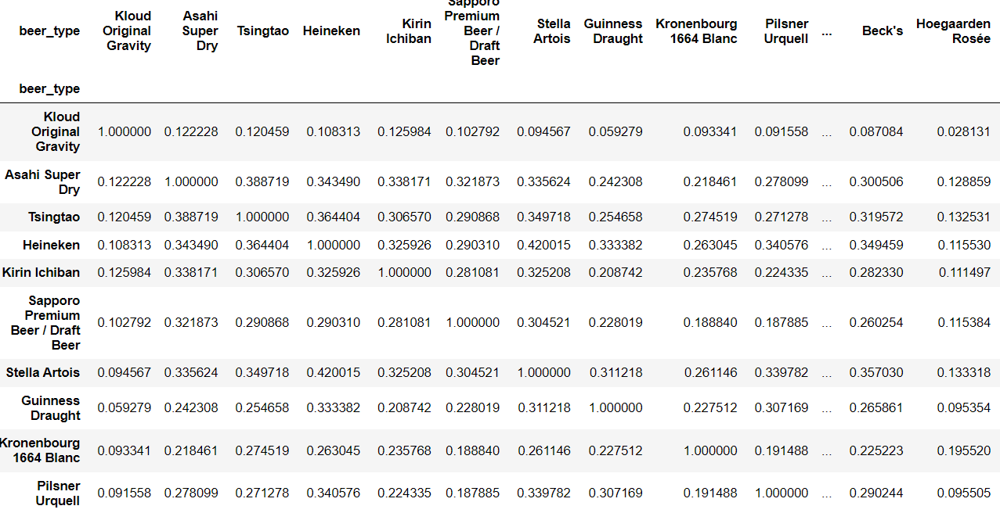 beer_type Kloud Original Gravity Asahi Super Dry Tsingtao Heineken Kirin Ichiban Sapporo Premium Beer / Draft Beer Stella Artois Guinness Draught Kronenbourg 1664 Blanc Pilsner Urquell ... Beck's Hoegaarden Rosée
beer_type
Kloud Original Gravity 1.000000 0.122228 0.120459 0.108313 0.125984 0.102792 0.094567 0.059279 0.093341 0.091558 ... 0.087084 0.028131
Asahi Super Dry 0.122228 1.000000 0.388719 0.343490 0.338171 0.321873 0.335624 0.242308 0.218461 0.278099 ... 0.300506 0.128859
Tsingtao 0.120459 0.388719 1.000000 0.364404 0.306570 0.290868 0.349718 0.254658 0.274519 0.271278 ... 0.319572 0.132531
Heineken 0.108313 0.343490 0.364404 1.000000 0.325926 0.290310 0.420015 0.333382 0.263045 0.340576 ... 0.349459 0.115530
Kirin Ichiban 0.125984 0.338171 0.306570 0.325926 1.000000 0.281081 0.325208 0.208742 0.235768 0.224335 ... 0.282330 0.111497
Sapporo Premium Beer / Draft Beer 0.102792 0.321873 0.290868 0.290310 0.281081 1.000000 0.304521 0.228019 0.188840 0.187885 ... 0.260254 0.115384
Stella Artois 0.094567 0.335624 0.349718 0.420015 0.325208 0.304521 1.000000 0.311218 0.261146 0.339782 ... 0.357030 0.133318
Guinness Draught 0.059279 0.242308 0.254658 0.333382 0.208742 0.228019 0.311218 1.000000 0.227512 0.307169 ... 0.265861 0.095354
Kronenbourg 1664 Blanc 0.093341 0.218461 0.274519 0.263045 0.235768 0.188840 0.261146 0.227512 1.000000 0.191488 ... 0.225223 0.195520
Pilsner Urquell 0.091558 0.278099 0.271278 0.340576 0.224335 0.187885 0.339782 0.307169 0.191488 1.000000 ... 0.290244 0.095505